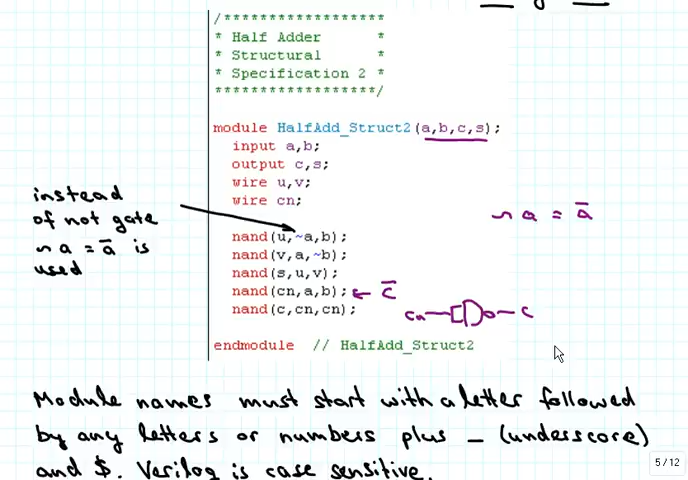 /******************
* Half Adder *
* Structural *
* Specification 2 *
******************/
module HalfAdd_Struct2(a,b,c,s);
input a,b;
output c,s;
wire u,v;
wire cn;
instead
of not gate
~ a = a̅ is
used
~ a = a̅
nand(u,~a,b);
nand(v,a,~b);
nand(s,u,v);
nand(cn,a,b); ← c̅
nand(c,cn,cn);
cn c
endmodule // HalfAdd_Struct2
Module names must start with a letter followed
by any letters or numbers plus _ (underscore)
and $. Verilog is case sensitive.
5 / 12